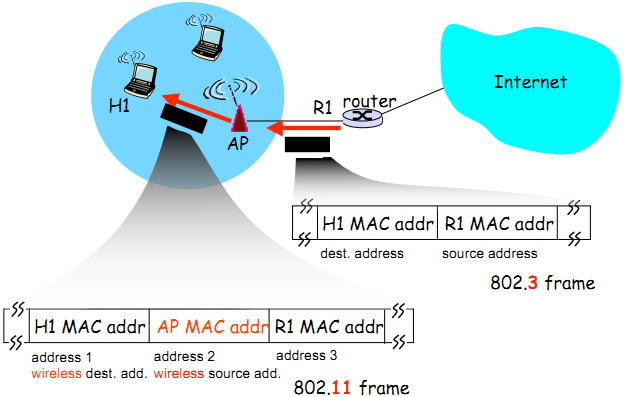 Internet
H1
R1
router
AP
H1 MAC addr
R1 MAC addr
dest. address
source address
802.3 frame
H1 MAC addr
AP MAC addr
R1 MAC addr
address 1
address 2
address 3
wireless dest. add.
wireless source add.
802.11 frame